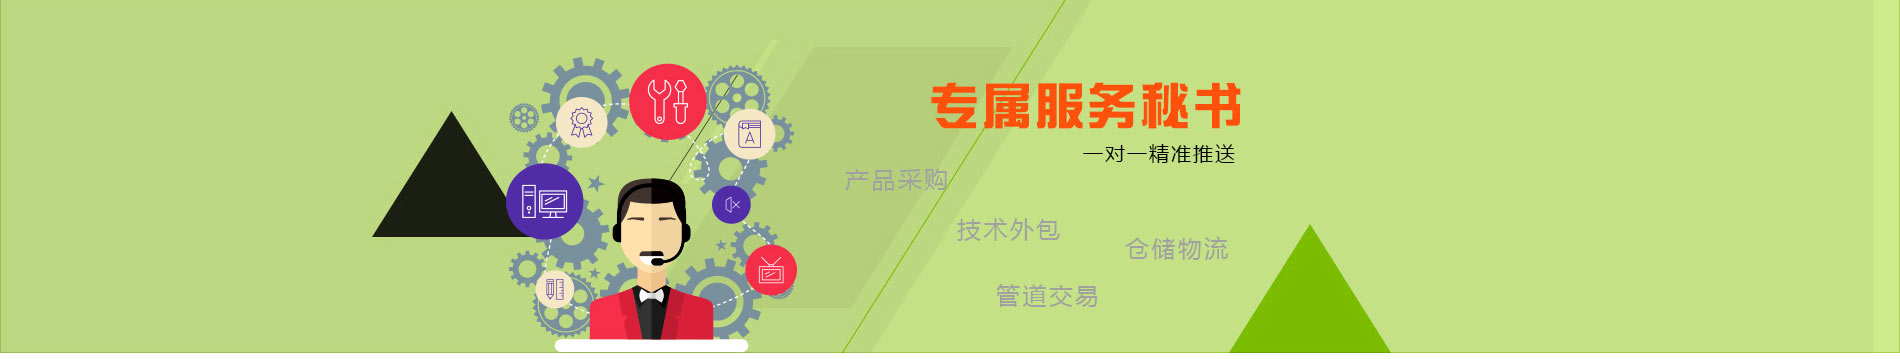 专属服务秘书
一对一精准推送
产品采购
技术外包
仓储物流
管道交易
A